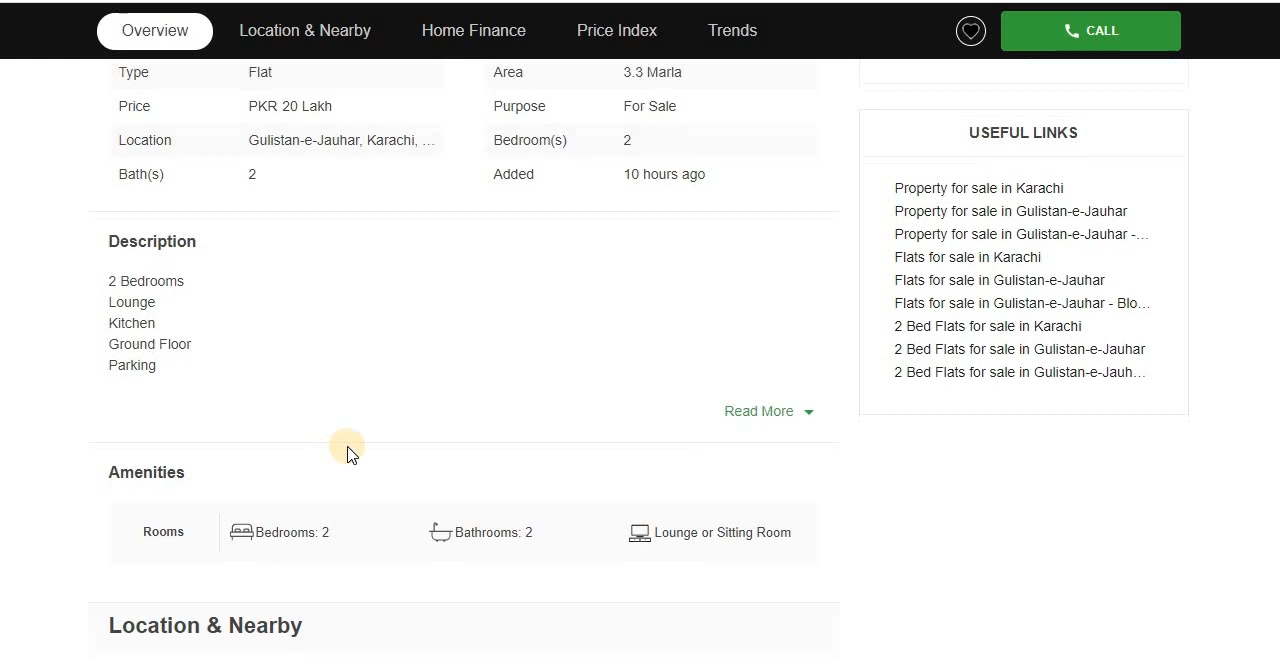 Overview Location & Nearby Home Finance Price Index Trends CALL
Type Flat Area 3.3 Marla
Price PKR 20 Lakh Purpose For Sale
Location Gulistan-e-Jauhar, Karachi, ... Bedroom(s) 2
Bath(s) 2 Added 10 hours ago
Description
2 Bedrooms
Lounge
Kitchen
Ground Floor
Parking
Read More
Amenities
Rooms Bedrooms: 2 Bathrooms: 2 Lounge or Sitting Room
Location & Nearby
USEFUL LINKS
Property for sale in Karachi
Property for sale in Gulistan-e-Jauhar
Property for sale in Gulistan-e-Jauhar -...
Flats for sale in Karachi
Flats for sale in Gulistan-e-Jauhar
Flats for sale in Gulistan-e-Jauhar - Blo...
2 Bed Flats for sale in Karachi
2 Bed Flats for sale in Gulistan-e-Jauhar
2 Bed Flats for sale in Gulistan-e-Jauh...